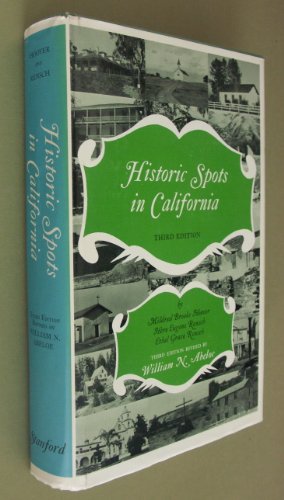 HOOVER
AND
RENSCH
Historic Spots
in California
THIRD EDITION
REVISED BY
WILLIAM N.
ABELOE
Stanford
Historic Spots
in California
THIRD EDITION
by
Mildred Brooke Hoover
Hero Eugene Rensch
Ethel Grace Rensch
THIRD EDITION REVISED BY
William N. Abeloe